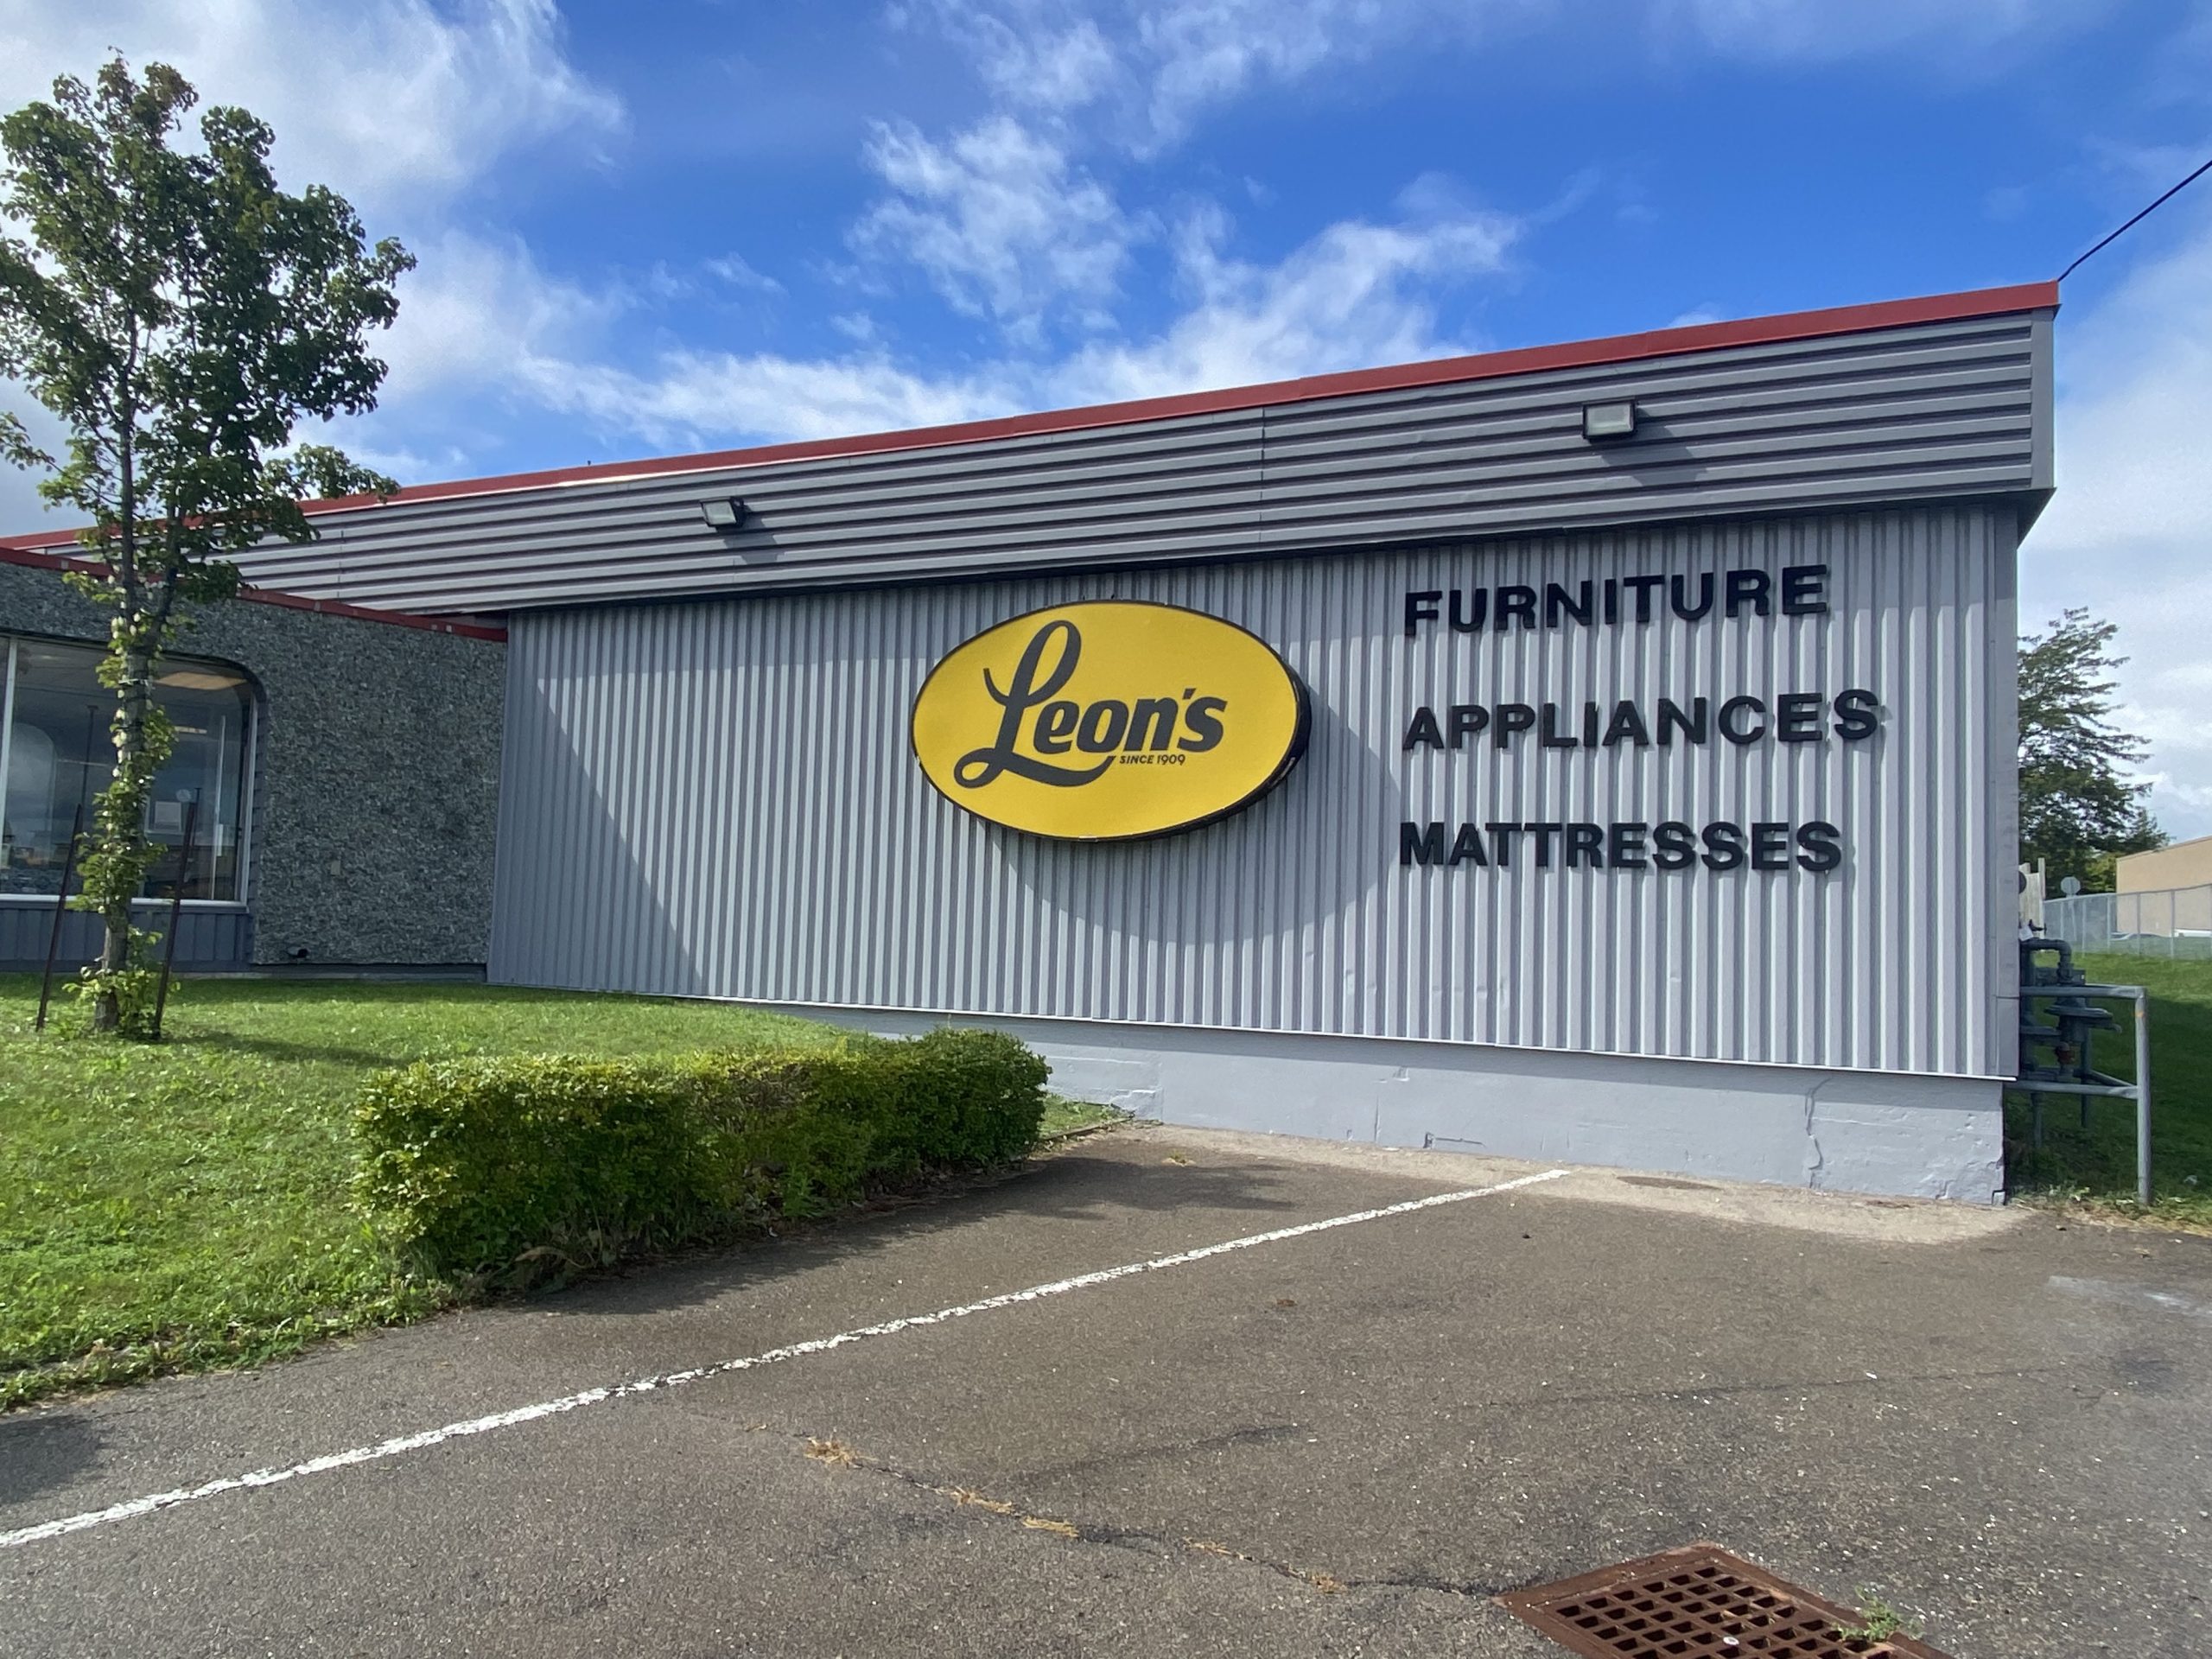 Leon's
SINCE 1909
FURNITURE
APPLIANCES
MATTRESSES